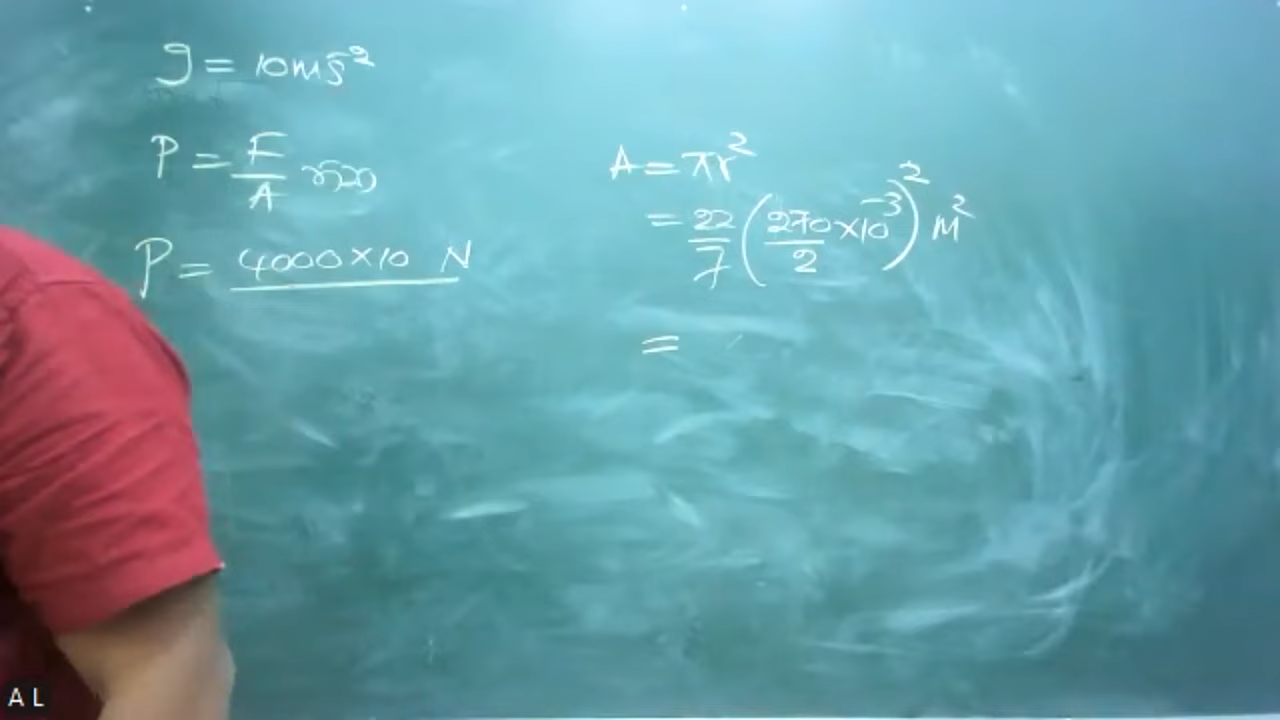 g = 10ms⁻²
P = F/A
A = πr²
= 22/7 (270/2 ×10⁻³)² m²
P = 4000×10 N
=
A L